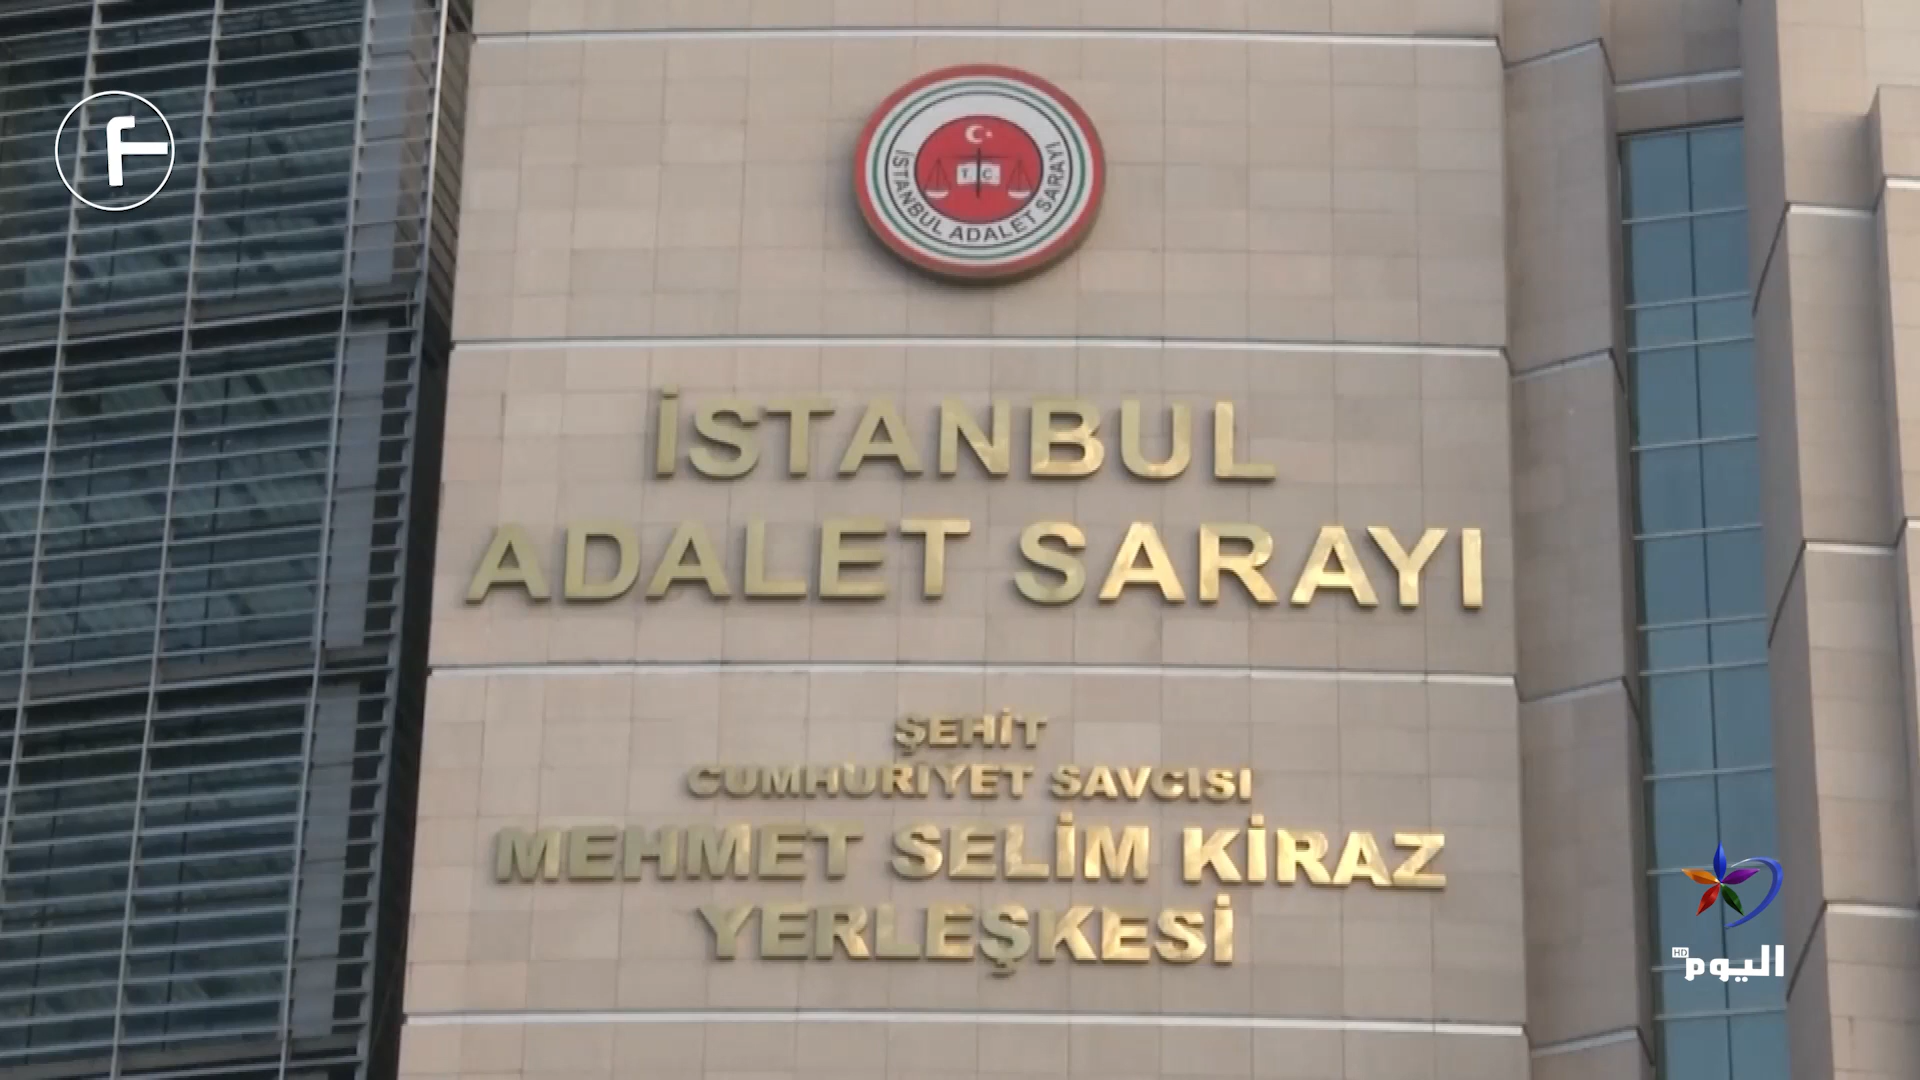 T.C.
İSTANBUL ADALET SARAYI
İSTANBUL
ADALET SARAYI
ŞEHİT
CUMHURİYET SAVCISI
MEHMET SELİM KİRAZ
YERLEŞKESİ
HD
اليوم